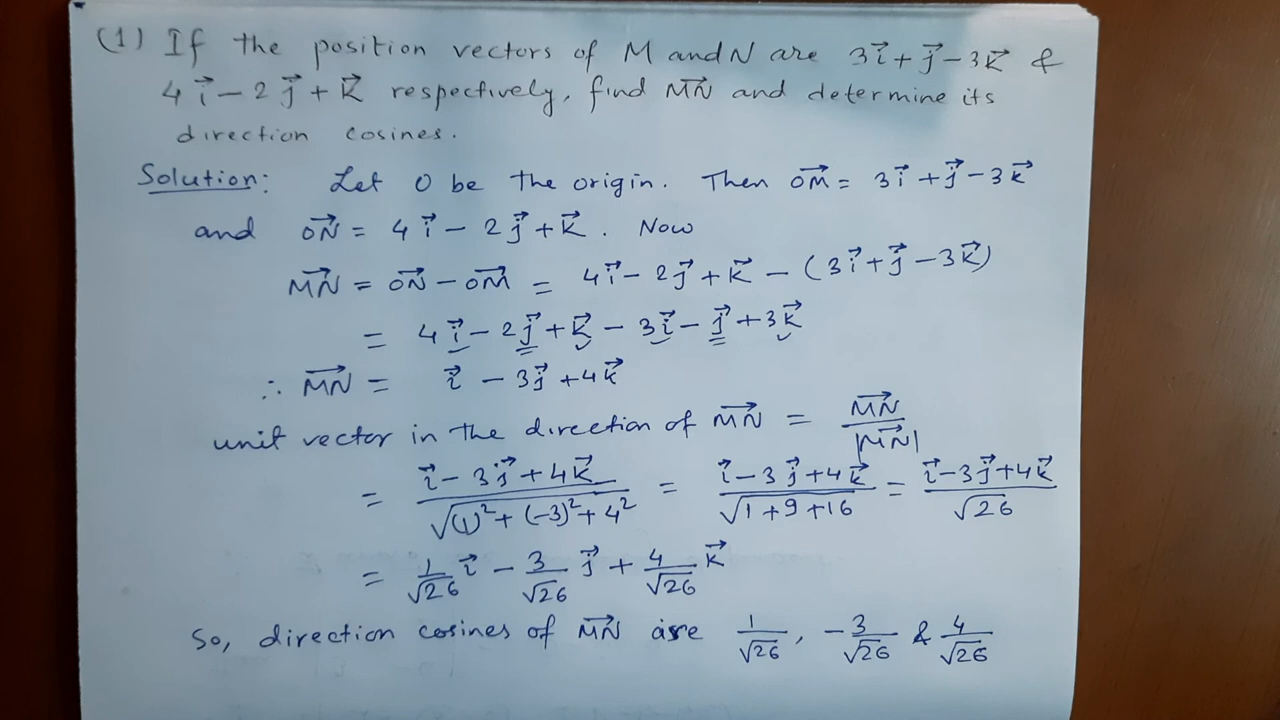 (1) If the position vectors of M and N are 3i⃗ + j⃗ − 3k⃗ &
4i⃗ − 2j⃗ + k⃗ respectively, find MN⃗ and determine its
direction cosines.
Solution: Let O be the origin. Then OM⃗ = 3i⃗ + j⃗ − 3k⃗
and ON⃗ = 4i⃗ − 2j⃗ + k⃗. Now
MN⃗ = ON⃗ − OM⃗ = 4i⃗ − 2j⃗ + k⃗ − (3i⃗ + j⃗ − 3k⃗)
= 4i⃗ − 2j⃗ + k⃗ − 3i⃗ − j⃗ + 3k⃗
∴ MN⃗ = i⃗ − 3j⃗ + 4k⃗
unit vector in the direction of MN⃗ = MN⃗ / |MN⃗|
= (i⃗ − 3j⃗ + 4k⃗) / √((1)² + (−3)² + 4²) = (i⃗ − 3j⃗ + 4k⃗) / √(1 + 9 + 16) = (i⃗ − 3j⃗ + 4k⃗) / √26
= 1/√26 i⃗ − 3/√26 j⃗ + 4/√26 k⃗
So, direction cosines of MN⃗ are 1/√26, −3/√26 & 4/√26